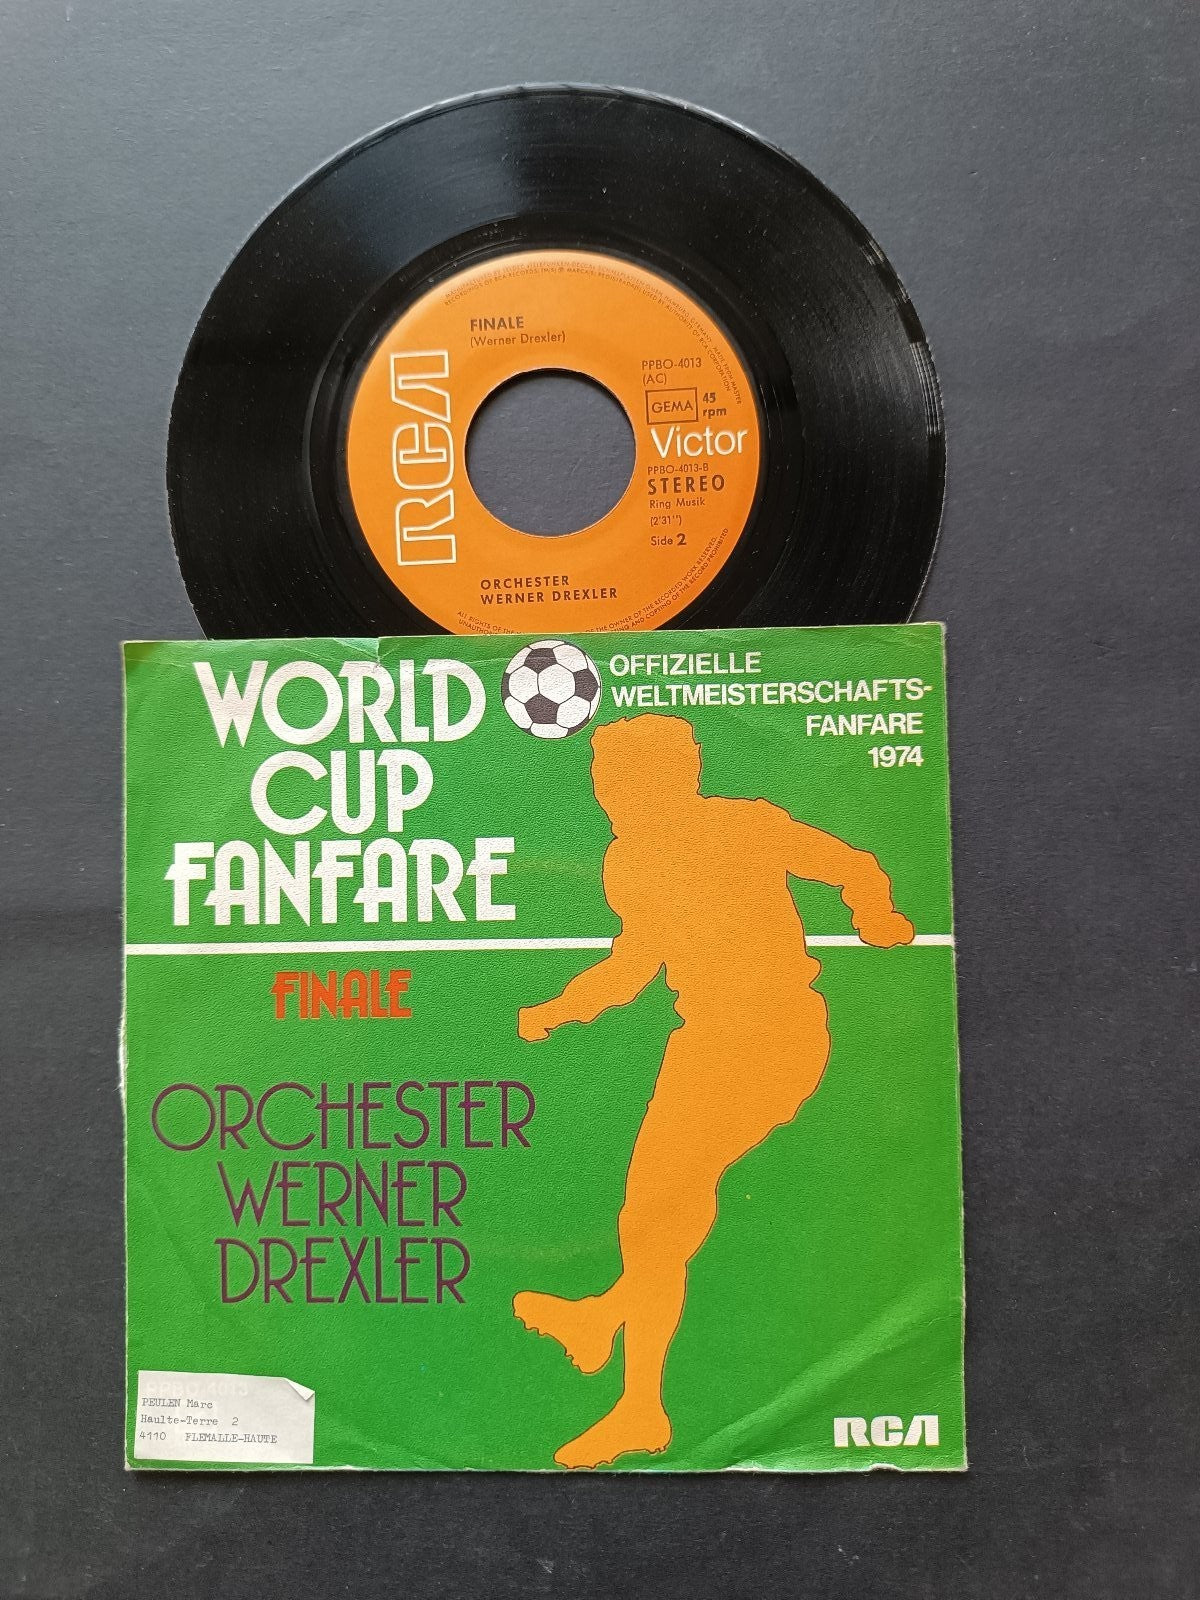 FINALE
(Werner Drexler)
RCA
PPBO-4013
(AC)
GEMA
45
rpm
Victor
PPBO-4013-B
STEREO
Ring Musik
(2'31'')
Side 2
ORCHESTER
WERNER DREXLER
WORLD
CUP
FANFARE
OFFIZIELLE
WELTMEISTERSCHAFTS-
FANFARE
1974
FINALE
ORCHESTER
WERNER
DREXLER
PPBO 4013
PEULEN Marc
Haulte-Terre 2
4110 FLEMALLE-HAUTE
RCA